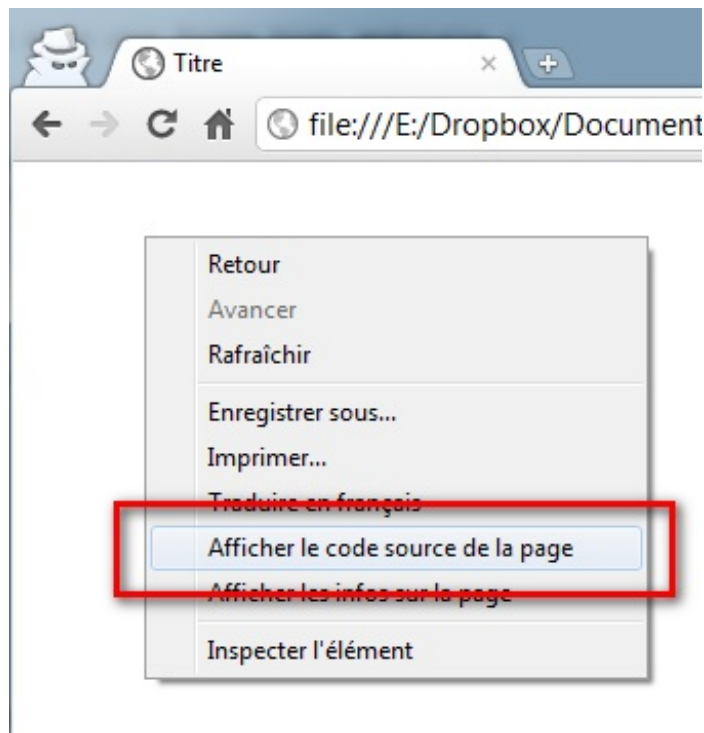 Titre
file:///E:/Dropbox/Document
Retour
Avancer
Rafraîchir
Enregistrer sous...
Imprimer...
Traduire en français
Afficher le code source de la page
Afficher les infos sur la page
Inspecter l'élément